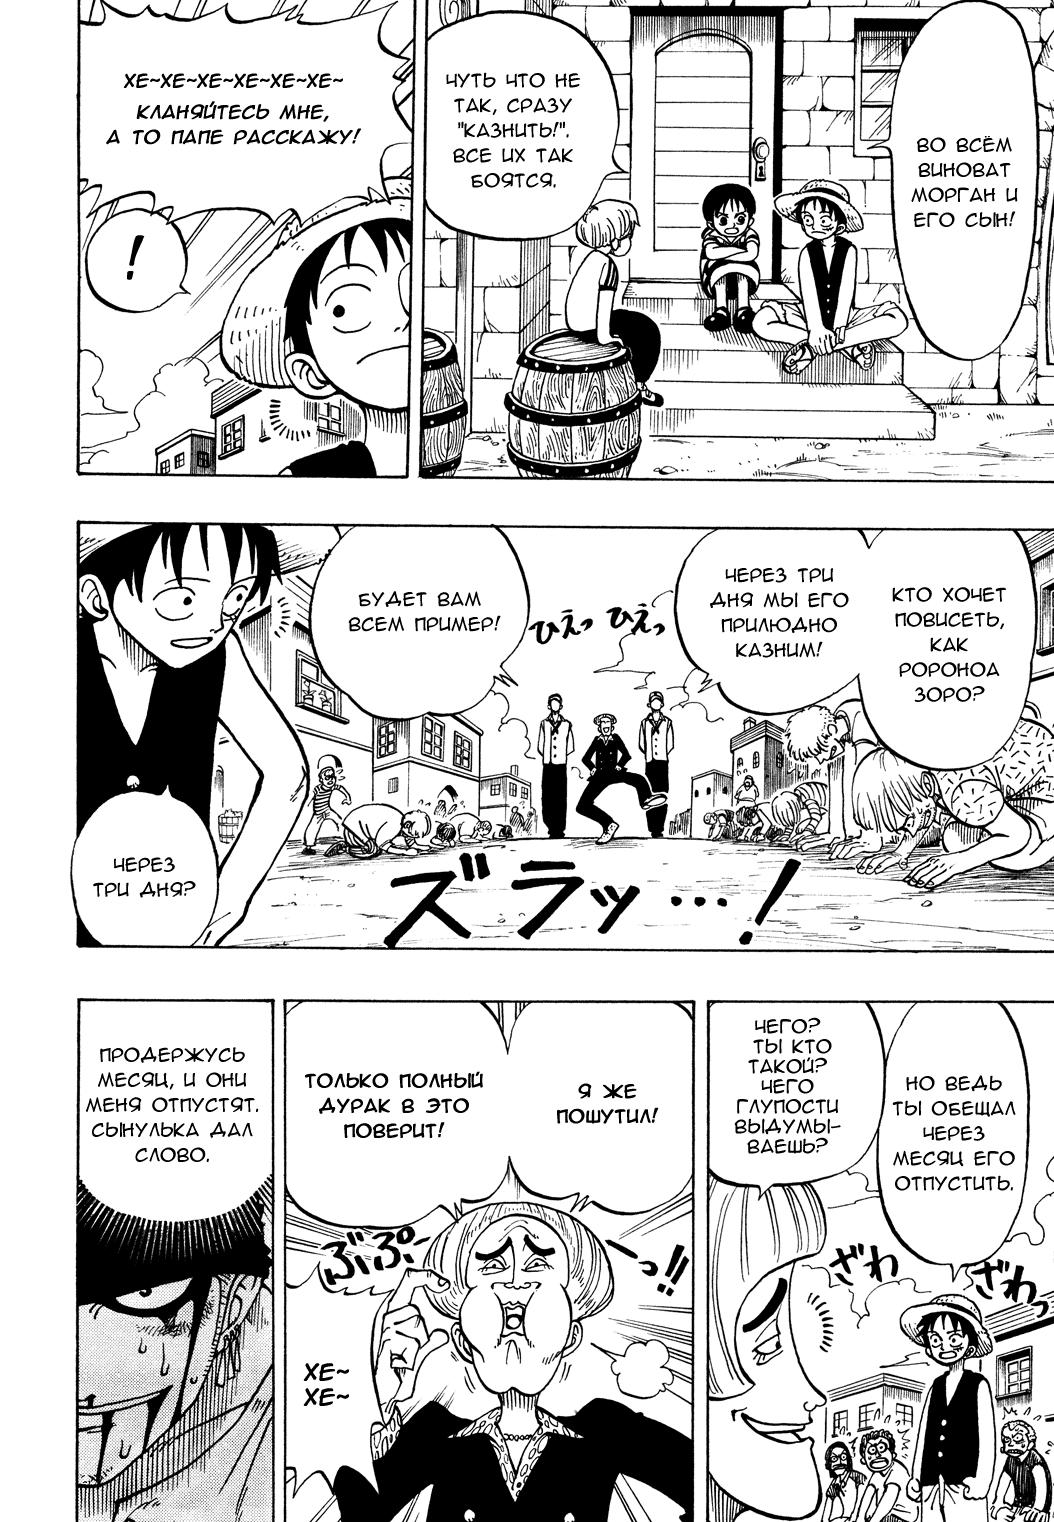 ВО ВСЁМ
ВИНОВАТ
МОРГАН И
ЕГО СЫН!
ЧУТЬ ЧТО НЕ
ТАК, СРАЗУ
"КАЗНИТЬ!".
ВСЕ ИХ ТАК
БОЯТСЯ.
ХЕ~ХЕ~ХЕ~ХЕ~ХЕ~ХЕ~
КЛАНЯЙТЕСЬ МНЕ,
А ТО ПАПЕ РАССКАЖУ!
!
КТО ХОЧЕТ
ПОВИСЕТЬ,
КАК
РОРОНОА
ЗОРО?
ЧЕРЕЗ ТРИ
ДНЯ МЫ ЕГО
ПРИЛЮДНО
КАЗНИМ!
ひえっ ひえっ
БУДЕТ ВАМ
ВСЕМ ПРИМЕР!
ЧЕРЕЗ
ТРИ ДНЯ?
ズラッ…!
НО ВЕДЬ
ТЫ ОБЕЩАЛ
ЧЕРЕЗ
МЕСЯЦ ЕГО
ОТПУСТИТЬ.
ЧЕГО?
ТЫ КТО
ТАКОЙ?
ЧЕГО
ГЛУПОСТИ
ВЫДУМЫ-
ВАЕШЬ?
ざわ
ざわっ
Я ЖЕ
ПОШУТИЛ!
ТОЛЬКО ПОЛНЫЙ
ДУРАК В ЭТО
ПОВЕРИТ!
ぶぷーっ!!
ХЕ~
ХЕ~
ПРОДЕРЖУСЬ
МЕСЯЦ, И ОНИ
МЕНЯ ОТПУСТЯТ.
СЫНУЛЬКА ДАЛ
СЛОВО.